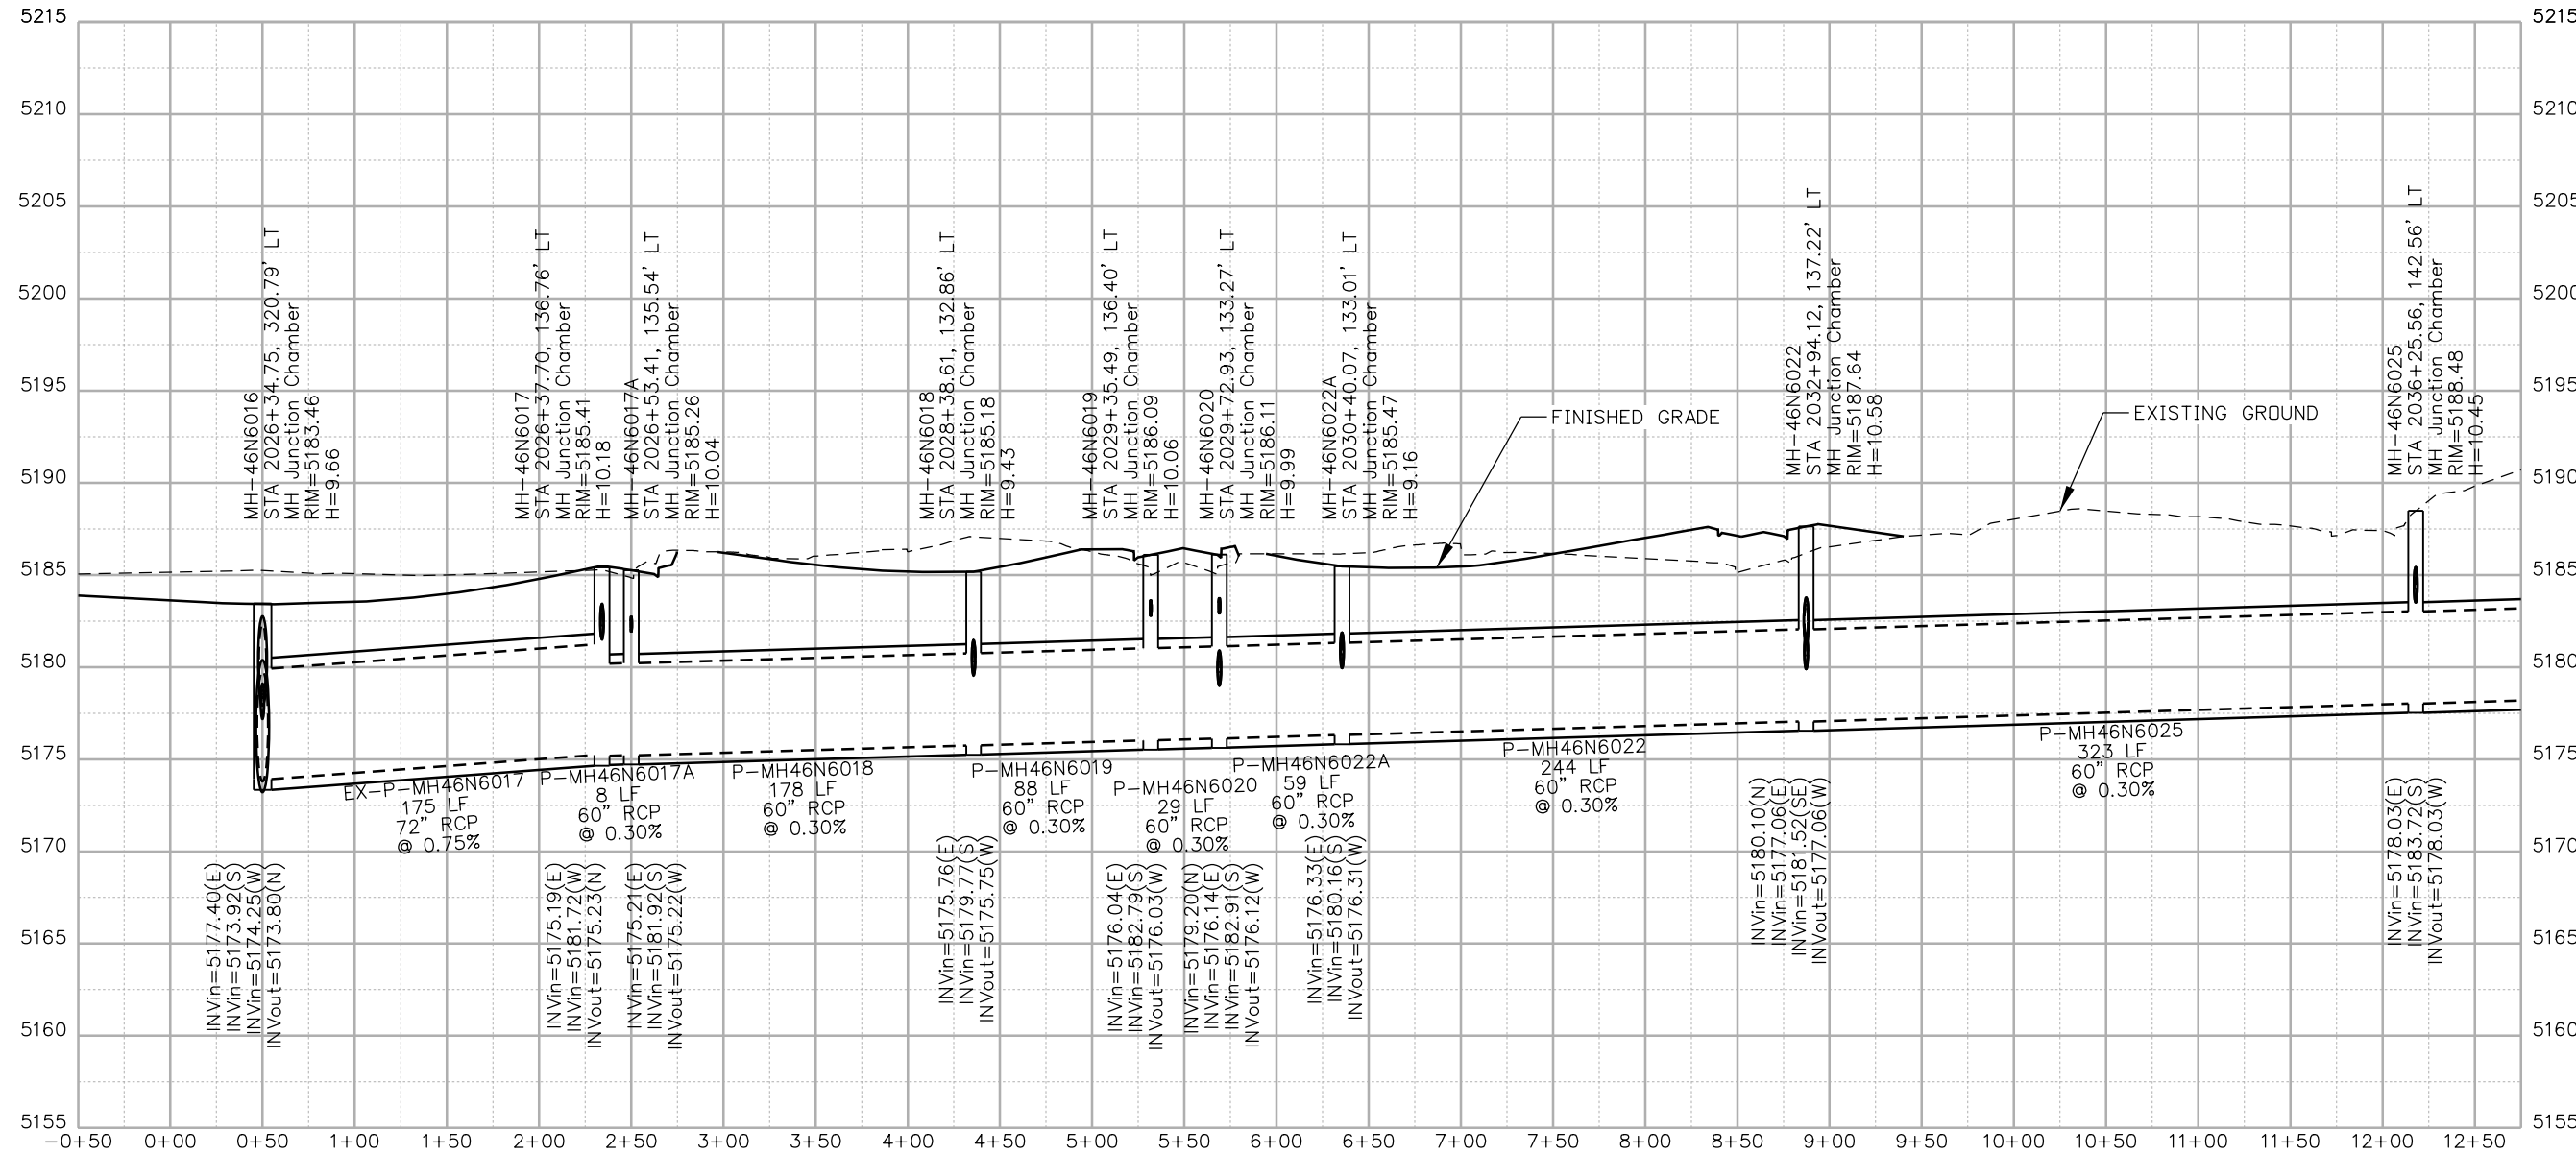 5215
5210
5205
5200
5195
5190
5185
5180
5175
5170
5165
5160
5155
5215
5210
5205
5200
5195
5190
5185
5180
5175
5170
5165
5160
5155
MH-46N6016
STA 2026+34.75, 320.79' LT
MH Junction Chamber
RIM=5183.46
H=9.66
MH-46N6017
STA 2026+37.70, 136.76' LT
MH Junction Chamber
RIM=5185.41
H=10.18
MH-46N6017A
STA 2026+53.41, 135.54' LT
MH Junction Chamber
RIM=5185.26
H=10.04
MH-46N6018
STA 2028+38.61, 132.86' LT
MH Junction Chamber
RIM=5185.18
H=9.43
MH-46N6019
STA 2029+35.49, 136.40' LT
MH Junction Chamber
RIM=5186.09
H=10.06
MH-46N6020
STA 2029+72.93, 133.27' LT
MH Junction Chamber
RIM=5186.11
H=9.99
MH-46N6022A
STA 2030+40.07, 133.01' LT
MH Junction Chamber
RIM=5185.47
H=9.16
MH-46N6022
STA 2032+94.12, 137.22' LT
MH Junction Chamber
RIM=5187.64
H=10.58
MH-46N6025
STA 2036+25.56, 142.56' LT
MH Junction Chamber
RIM=5188.48
H=10.45
FINISHED GRADE
EXISTING GROUND
EX-P-MH46N6017
175 LF
72" RCP
@ 0.75%
P-MH46N6017A
8 LF
60" RCP
@ 0.30%
P-MH46N6018
178 LF
60" RCP
@ 0.30%
P-MH46N6019
88 LF
60" RCP
@ 0.30%
P-MH46N6020
29 LF
60" RCP
@ 0.30%
P-MH46N6022A
59 LF
60" RCP
@ 0.30%
P-MH46N6022
244 LF
60" RCP
@ 0.30%
P-MH46N6025
323 LF
60" RCP
@ 0.30%
INVin=5177.40(E)
INVin=5173.92(S)
INVin=5174.25(W)
INVout=5173.80(N)
INVin=5175.19(E)
INVin=5181.72(W)
INVout=5175.23(N)
INVin=5175.21(E)
INVin=5181.92(S)
INVout=5175.22(W)
INVin=5175.76(E)
INVin=5179.77(S)
INVout=5175.75(W)
INVin=5176.04(E)
INVin=5182.79(S)
INVout=5176.03(W)
INVin=5179.20(N)
INVin=5176.14(E)
INVin=5182.91(S)
INVout=5176.12(W)
INVin=5176.33(E)
INVin=5180.16(S)
INVout=5176.31(W)
INVin=5180.10(N)
INVin=5177.06(E)
INVin=5181.52(SE)
INVout=5177.06(W)
INVin=5178.03(E)
INVin=5183.72(S)
INVout=5178.03(W)
-0+50 0+00 0+50 1+00 1+50 2+00 2+50 3+00 3+50 4+00 4+50 5+00 5+50 6+00 6+50 7+00 7+50 8+00 8+50 9+00 9+50 10+00 10+50 11+00 11+50 12+00 12+50